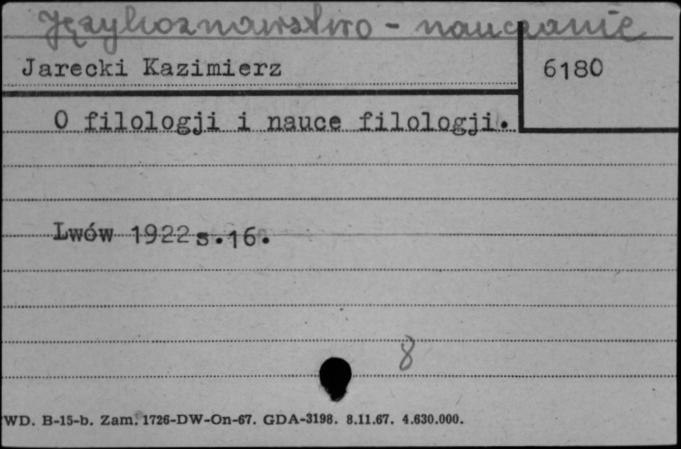 Językoznawstwo - nauczanie
Jarecki Kazimierz
6180
O filologji i nauce filologji.
Lwów 1922 s.16.
8
WD. B-15-b. Zam. 1726-DW-On-67. GDA-3198. 8.11.67. 4.630.000.